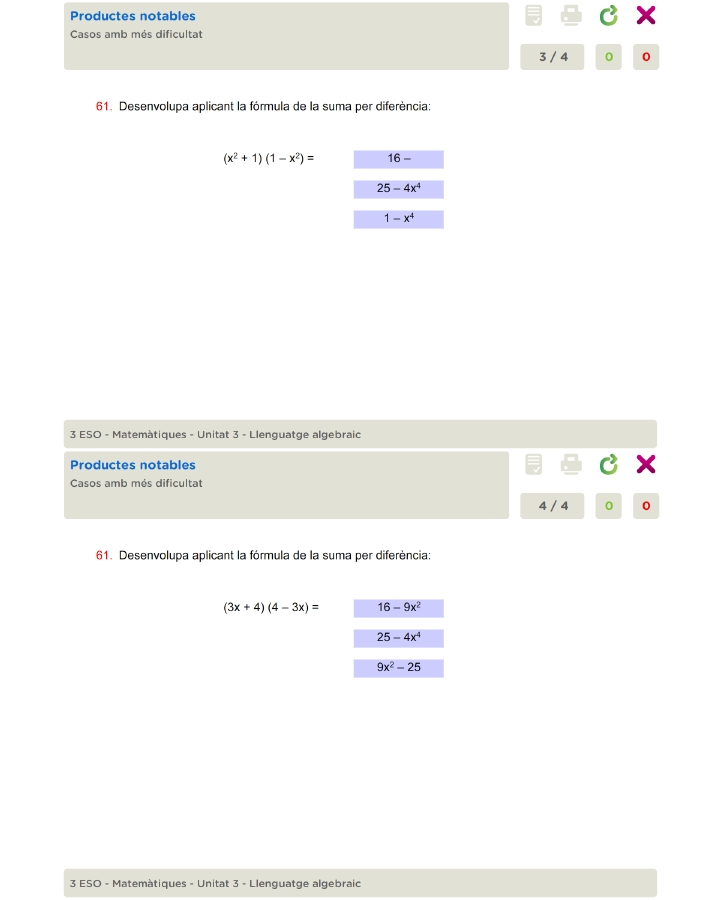 Productes notables
Casos amb més dificultat
3 / 4
0
0
61. Desenvolupa aplicant la fórmula de la suma per diferència:
(x² + 1) (1 – x²) =
16 –
25 – 4x⁴
1 – x⁴
3 ESO - Matemàtiques - Unitat 3 - Llenguatge algebraic
Productes notables
Casos amb més dificultat
4 / 4
0
0
61. Desenvolupa aplicant la fórmula de la suma per diferència:
(3x + 4) (4 – 3x) =
16 – 9x²
25 – 4x⁴
9x² – 25
3 ESO - Matemàtiques - Unitat 3 - Llenguatge algebraic